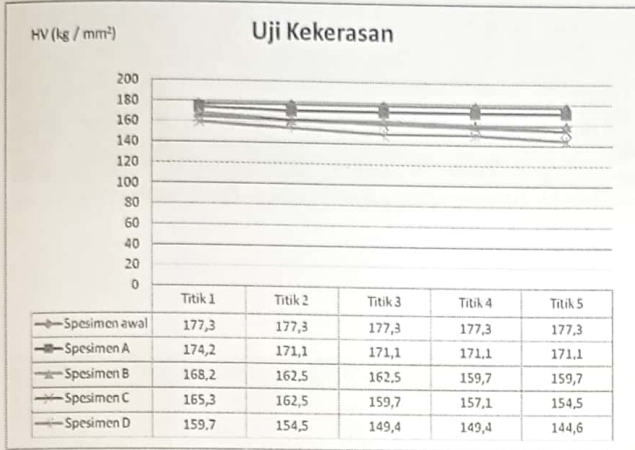 HV (kg / mm²)
Uji Kekerasan
200
180
160
140
120
100
80
60
40
20
0
Titik 1 Titik 2 Titik 3 Titik 4 Titik 5
Spesimen awal 177,3 177,3 177,3 177,3 177,3
Spesimen A 174,2 171,1 171,1 171,1 171,1
Spesimen B 168,2 162,5 162,5 159,7 159,7
Spesimen C 165,3 162,5 159,7 157,1 154,5
Spesimen D 159,7 154,5 149,4 149,4 144,6